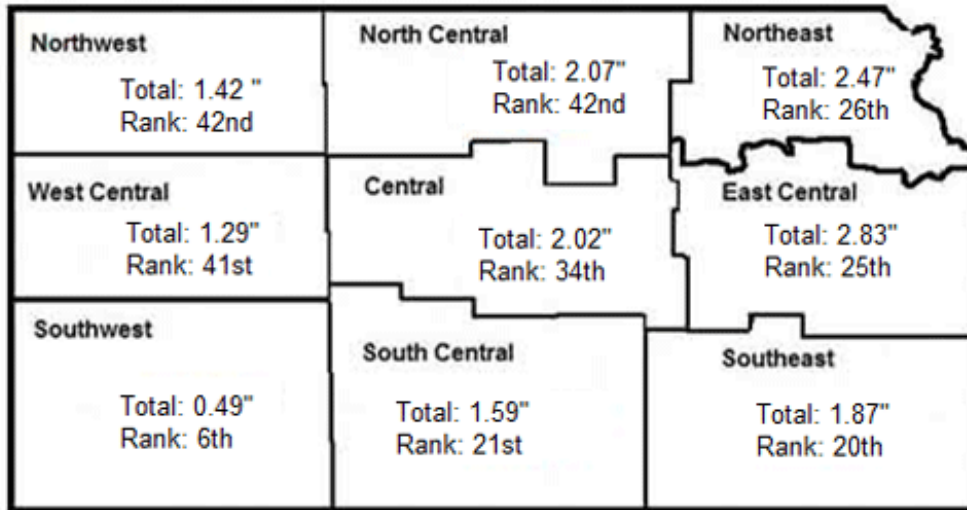 Northwest
Total: 1.42 "
Rank: 42nd
North Central
Total: 2.07"
Rank: 42nd
Northeast
Total: 2.47"
Rank: 26th
West Central
Total: 1.29"
Rank: 41st
Central
Total: 2.02"
Rank: 34th
East Central
Total: 2.83"
Rank: 25th
Southwest
Total: 0.49"
Rank: 6th
South Central
Total: 1.59"
Rank: 21st
Southeast
Total: 1.87"
Rank: 20th